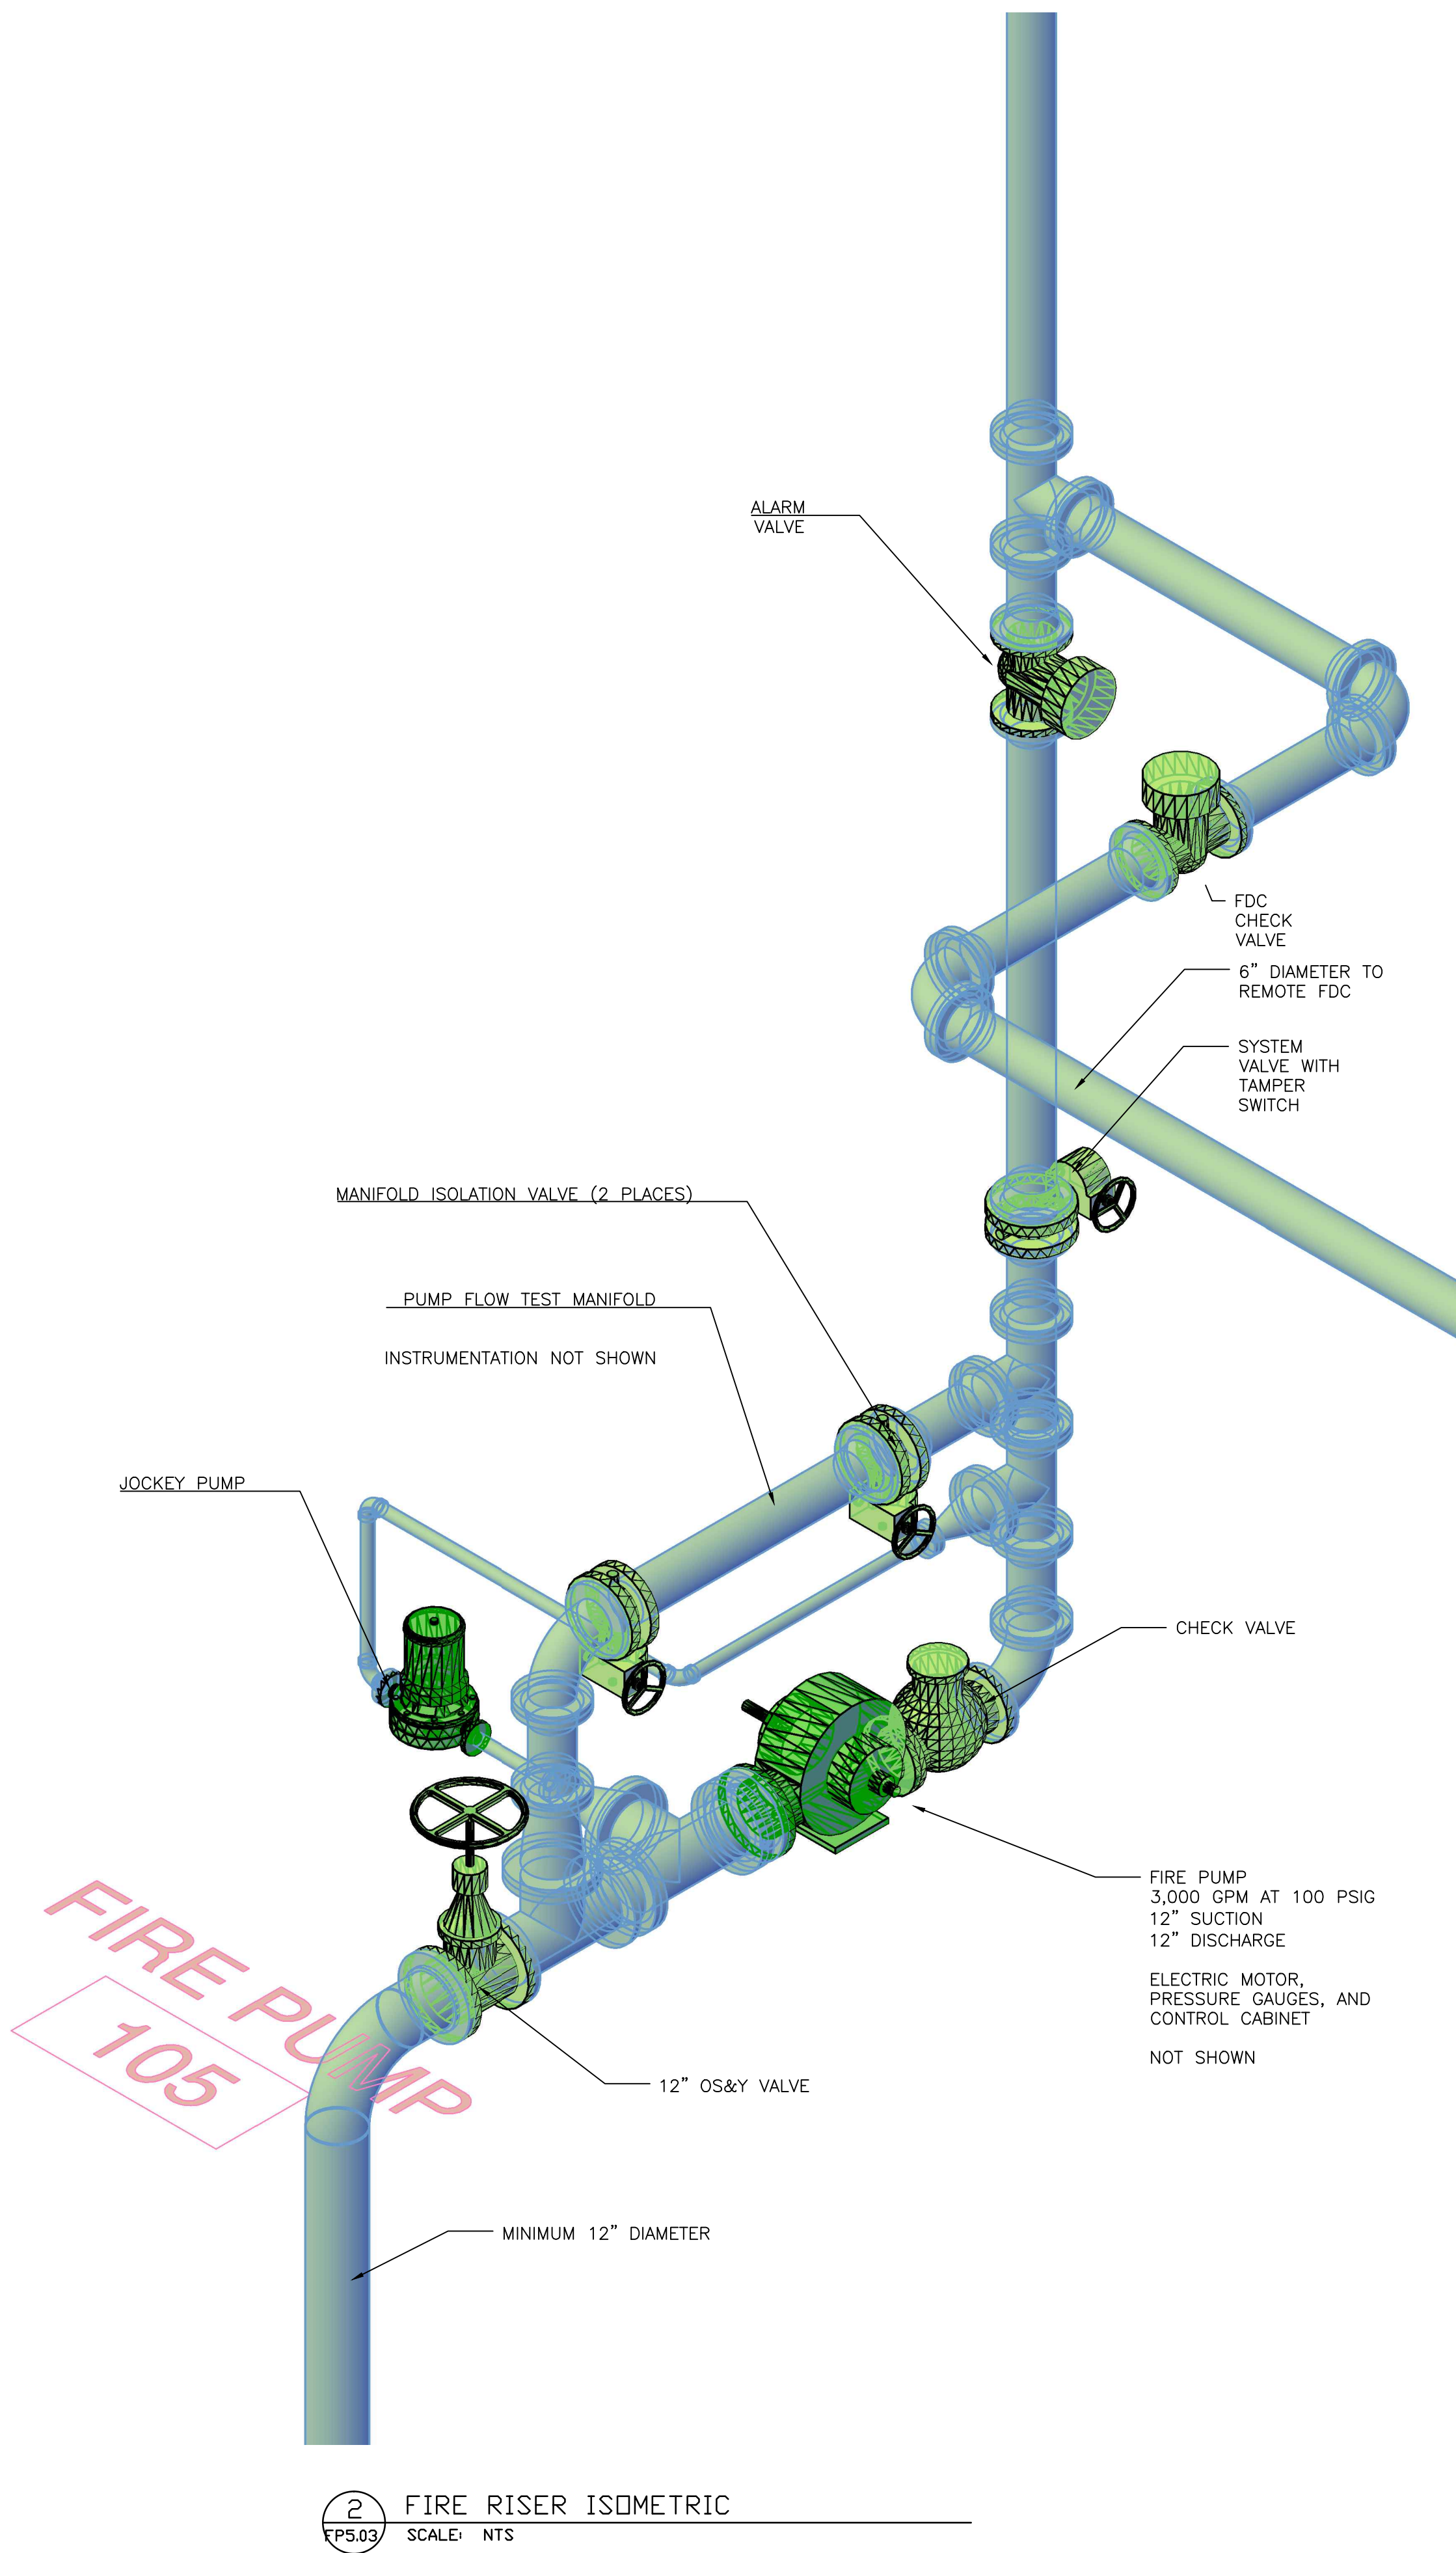 ALARM
VALVE
FDC
CHECK
VALVE
6” DIAMETER TO
REMOTE FDC
SYSTEM
VALVE WITH
TAMPER
SWITCH
MANIFOLD ISOLATION VALVE (2 PLACES)
PUMP FLOW TEST MANIFOLD
INSTRUMENTATION NOT SHOWN
JOCKEY PUMP
CHECK VALVE
FIRE PUMP
3,000 GPM AT 100 PSIG
12” SUCTION
12” DISCHARGE
ELECTRIC MOTOR,
PRESSURE GAUGES, AND
CONTROL CABINET
NOT SHOWN
FIRE PUMP
105
12” OS&Y VALVE
MINIMUM 12” DIAMETER
2
FP5.03
FIRE RISER ISOMETRIC
SCALE: NTS